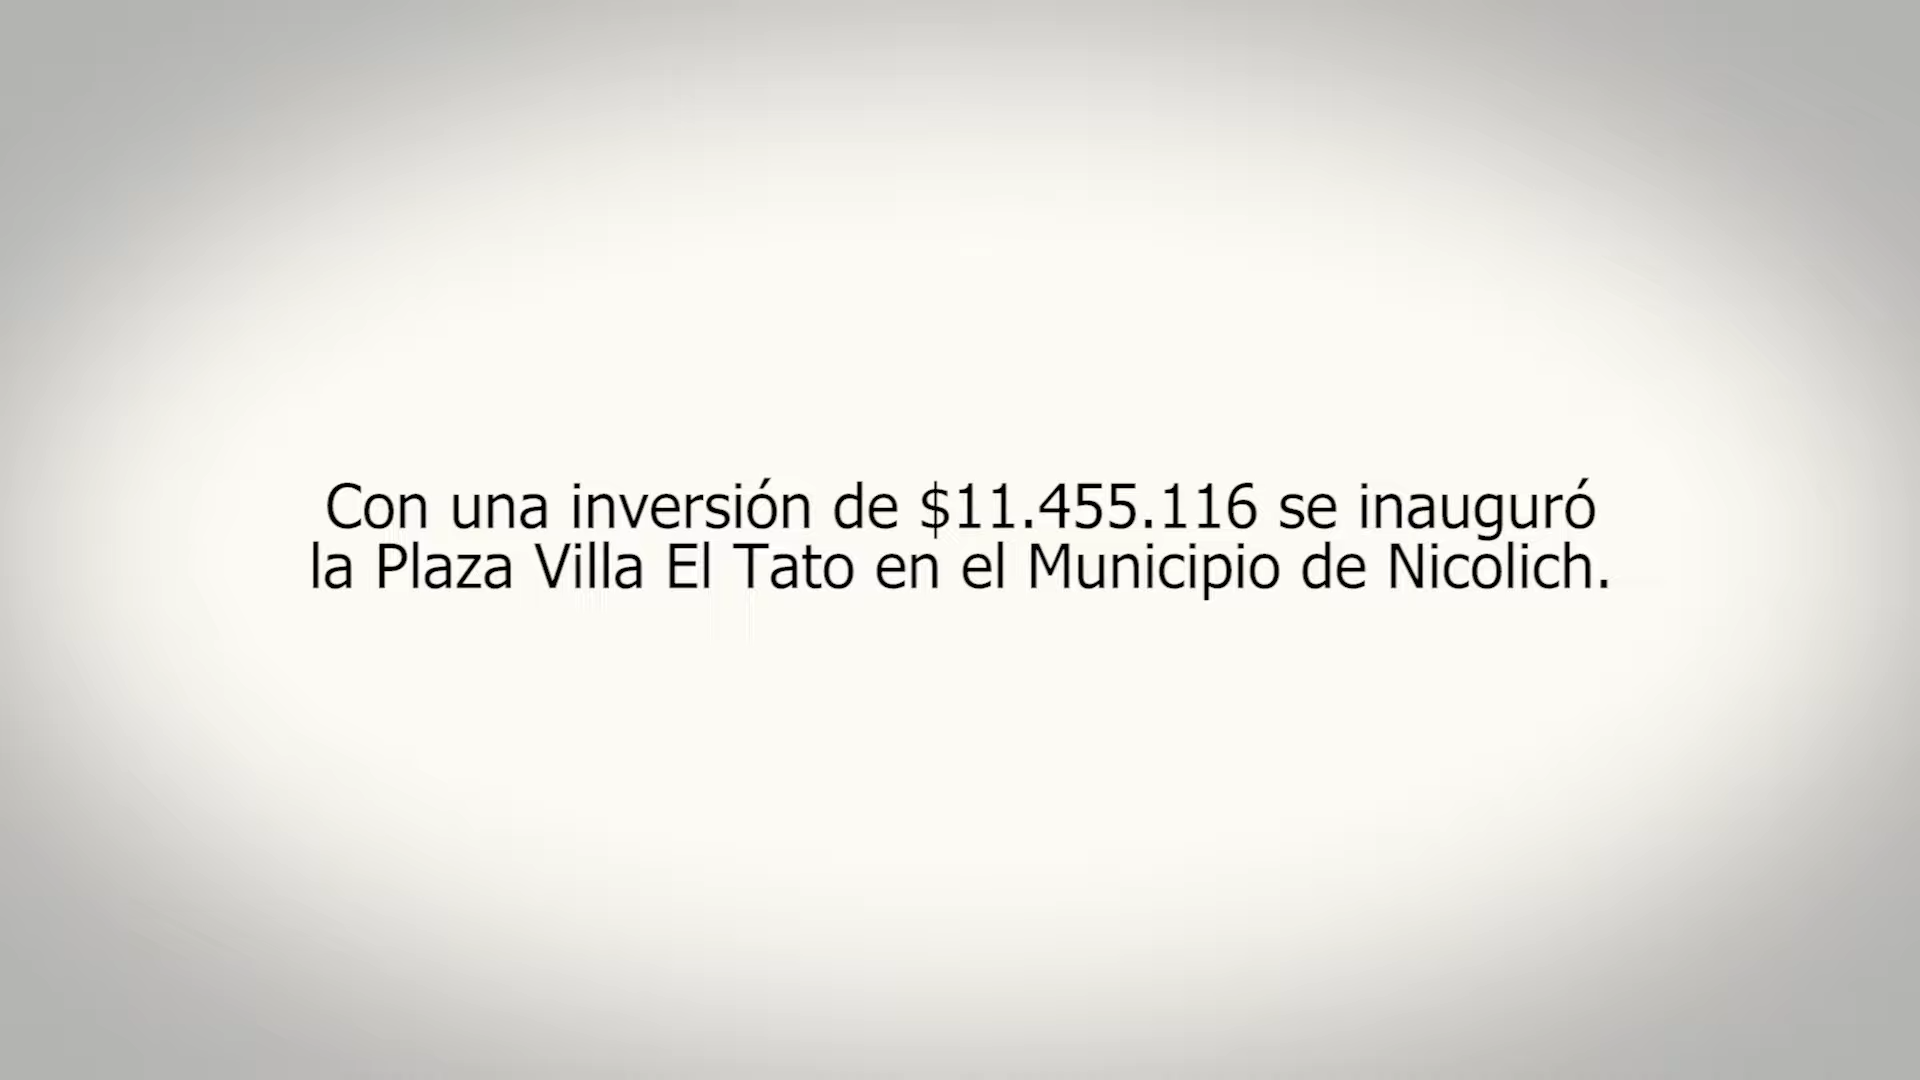 Con una inversión de $11.455.116 se inauguró
la Plaza Villa El Tato en el Municipio de Nicolich.